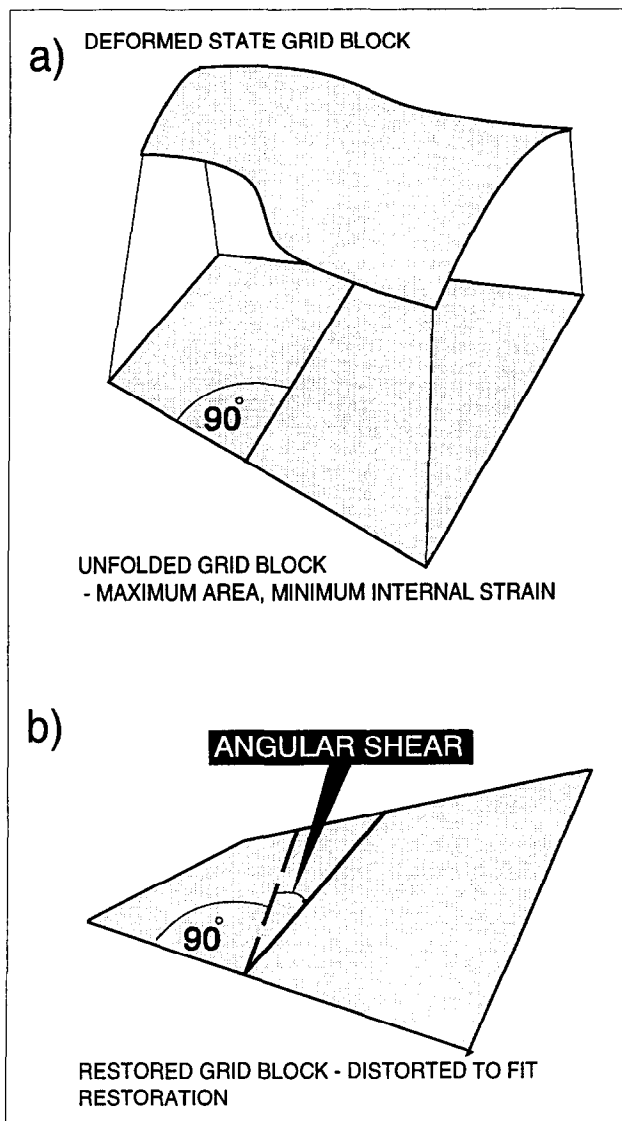 a) DEFORMED STATE GRID BLOCK
90°
UNFOLDED GRID BLOCK
- MAXIMUM AREA, MINIMUM INTERNAL STRAIN
b)
ANGULAR SHEAR
90°
RESTORED GRID BLOCK - DISTORTED TO FIT
RESTORATION